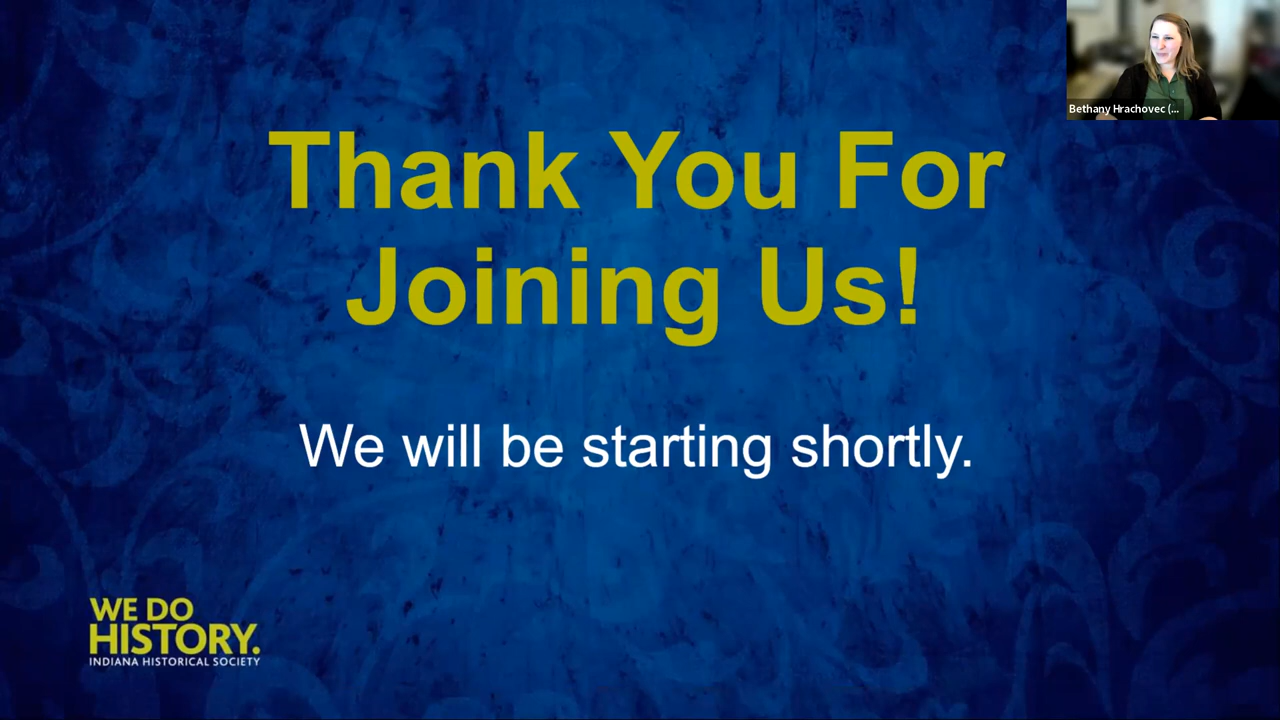 Bethany Hrachovec (...
Thank You For
Joining Us!
We will be starting shortly.
WE DO
HISTORY.
INDIANA HISTORICAL SOCIETY